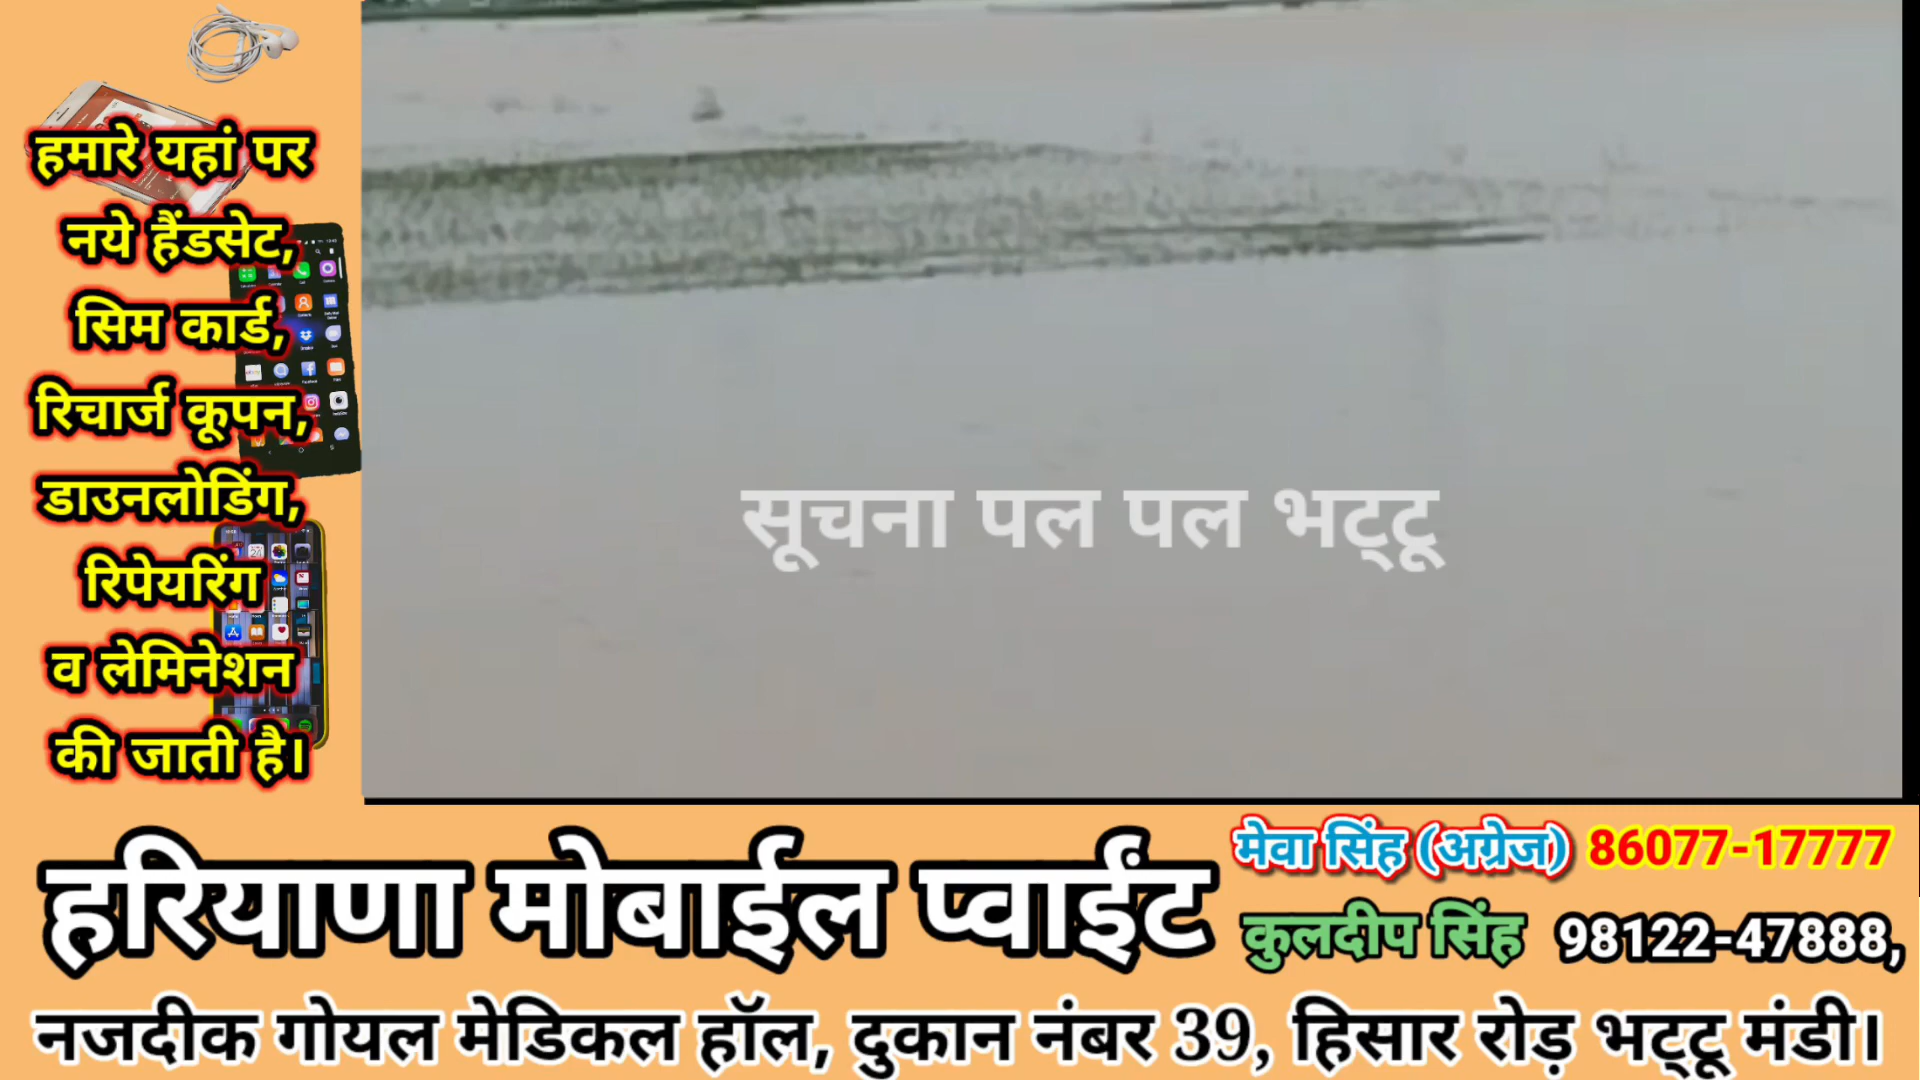 हमारे यहां पर
नये हैंडसेट,
सिम कार्ड,
रिचार्ज कूपन,
डाउनलोडिंग,
रिपेयरिंग
व लेमिनेशन
की जाती है।
सूचना पल पल भट्टू
हरियाणा मोबाईल प्वाईंट
मेवा सिंह (अग्रेज) 86077-17777
कुलदीप सिंह 98122-47888,
नजदीक गोयल मेडिकल हॉल, दुकान नंबर 39, हिसार रोड़ भट्टू मंडी।